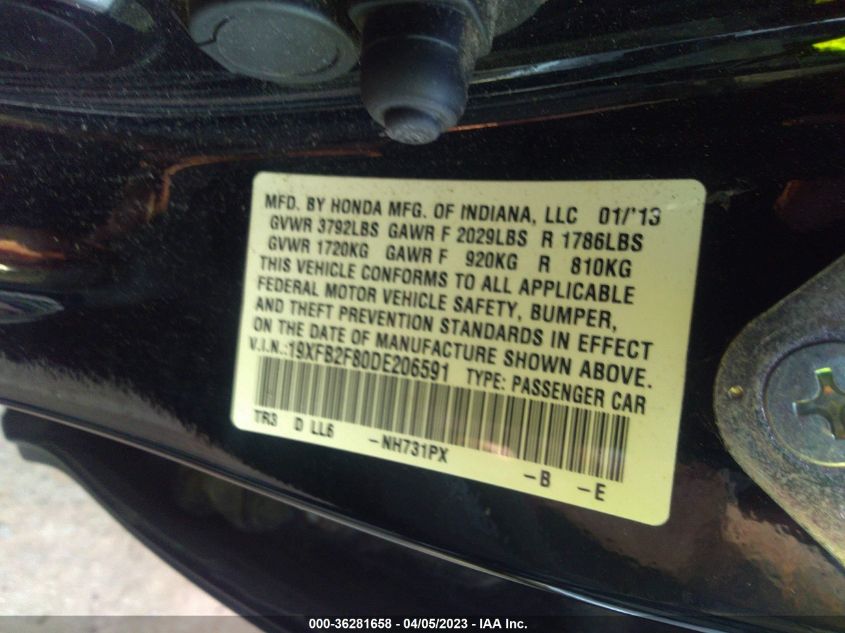 MFD. BY HONDA MFG. OF INDIANA, LLC 01/'13
GVWR 3792LBS GAWR F 2029LBS R 1786LBS
GVWR 1720KG GAWR F 920KG R 810KG
THIS VEHICLE CONFORMS TO ALL APPLICABLE
FEDERAL MOTOR VEHICLE SAFETY, BUMPER,
AND THEFT PREVENTION STANDARDS IN EFFECT
ON THE DATE OF MANUFACTURE SHOWN ABOVE.
V.I.N.:19XFB2F80DE206591 TYPE: PASSENGER CAR
TR3 D LL6 -NH731PX -B -E
000-36281658 - 04/05/2023 - IAA Inc.